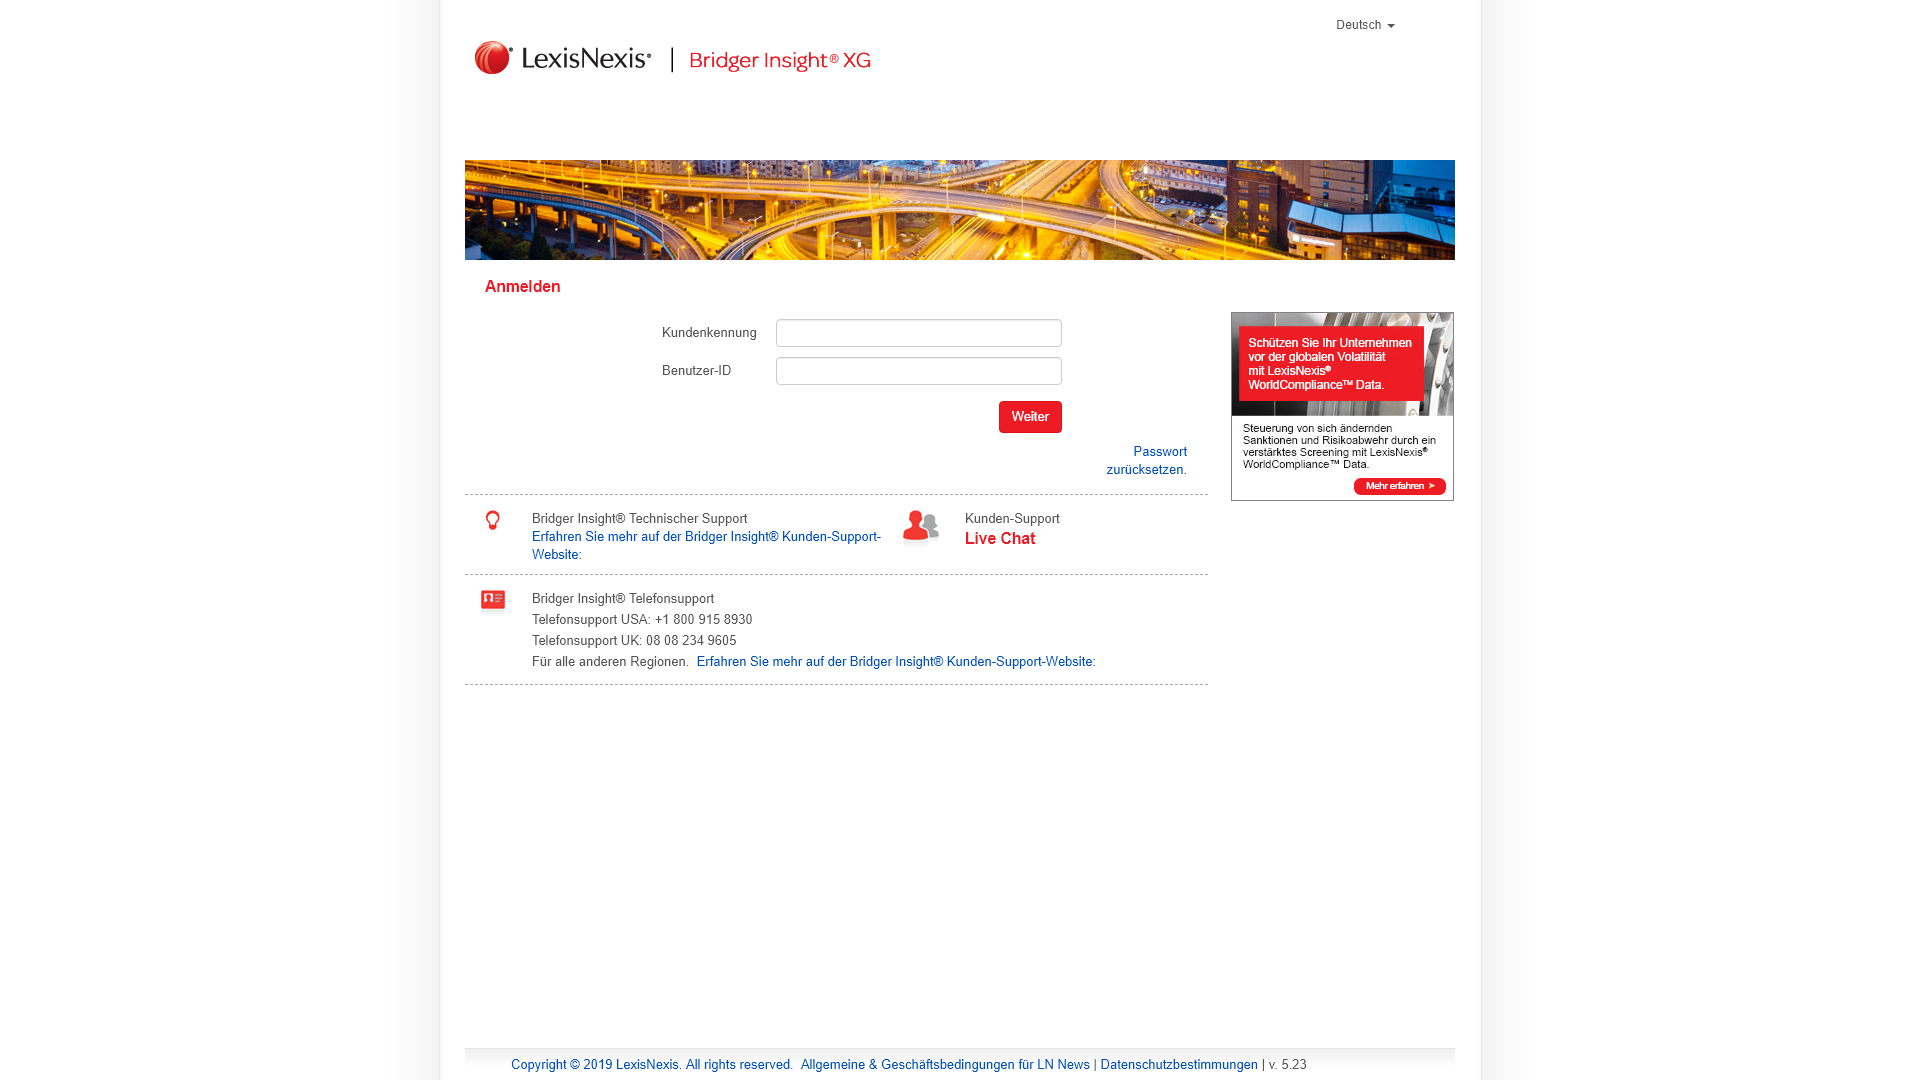 Deutsch
LexisNexis® | Bridger Insight® XG
Anmelden
Kundenkennung
Benutzer-ID
Weiter
Passwort
zurücksetzen.
Schützen Sie Ihr Unternehmen
vor der globalen Volatilität
mit LexisNexis®
WorldCompliance™ Data.
Steuerung von sich ändernden
Sanktionen und Risikoabwehr durch ein
verstärktes Screening mit LexisNexis®
WorldCompliance™ Data.
Mehr erfahren ➤
Bridger Insight® Technischer Support
Erfahren Sie mehr auf der Bridger Insight® Kunden-Support-
Website:
Kunden-Support
Live Chat
Bridger Insight® Telefonsupport
Telefonsupport USA: +1 800 915 8930
Telefonsupport UK: 08 08 234 9605
Für alle anderen Regionen. Erfahren Sie mehr auf der Bridger Insight® Kunden-Support-Website:
Copyright © 2019 LexisNexis. All rights reserved. Allgemeine & Geschäftsbedingungen für LN News | Datenschutzbestimmungen | v. 5.23